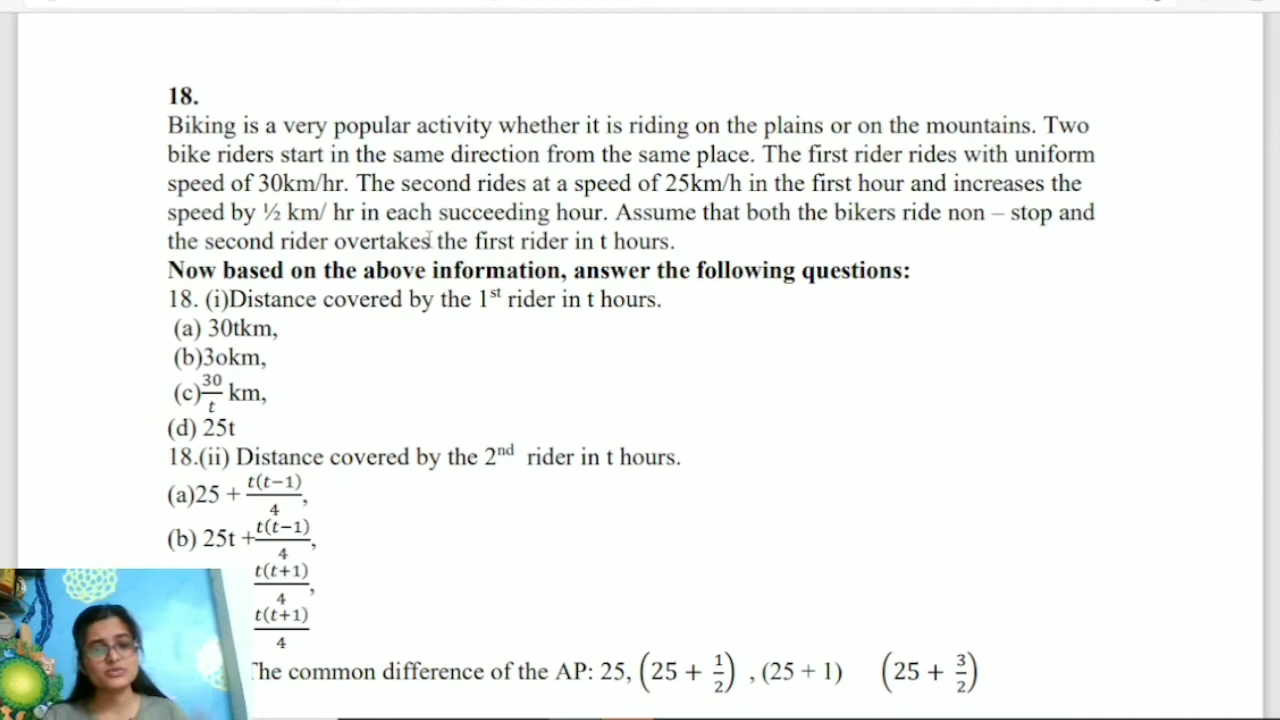 18.
Biking is a very popular activity whether it is riding on the plains or on the mountains. Two
bike riders start in the same direction from the same place. The first rider rides with uniform
speed of 30km/hr. The second rides at a speed of 25km/h in the first hour and increases the
speed by ½ km/ hr in each succeeding hour. Assume that both the bikers ride non – stop and
the second rider overtakes the first rider in t hours.
Now based on the above information, answer the following questions:
18. (i)Distance covered by the 1st rider in t hours.
(a) 30tkm,
(b)3okm,
(c) 30/t km,
(d) 25t
18.(ii) Distance covered by the 2nd rider in t hours.
(a)25 + t(t−1)/4,
(b) 25t + t(t−1)/4,
t(t+1)/4,
t(t+1)/4
he common difference of the AP: 25, (25 + 1/2) , (25 + 1) (25 + 3/2)